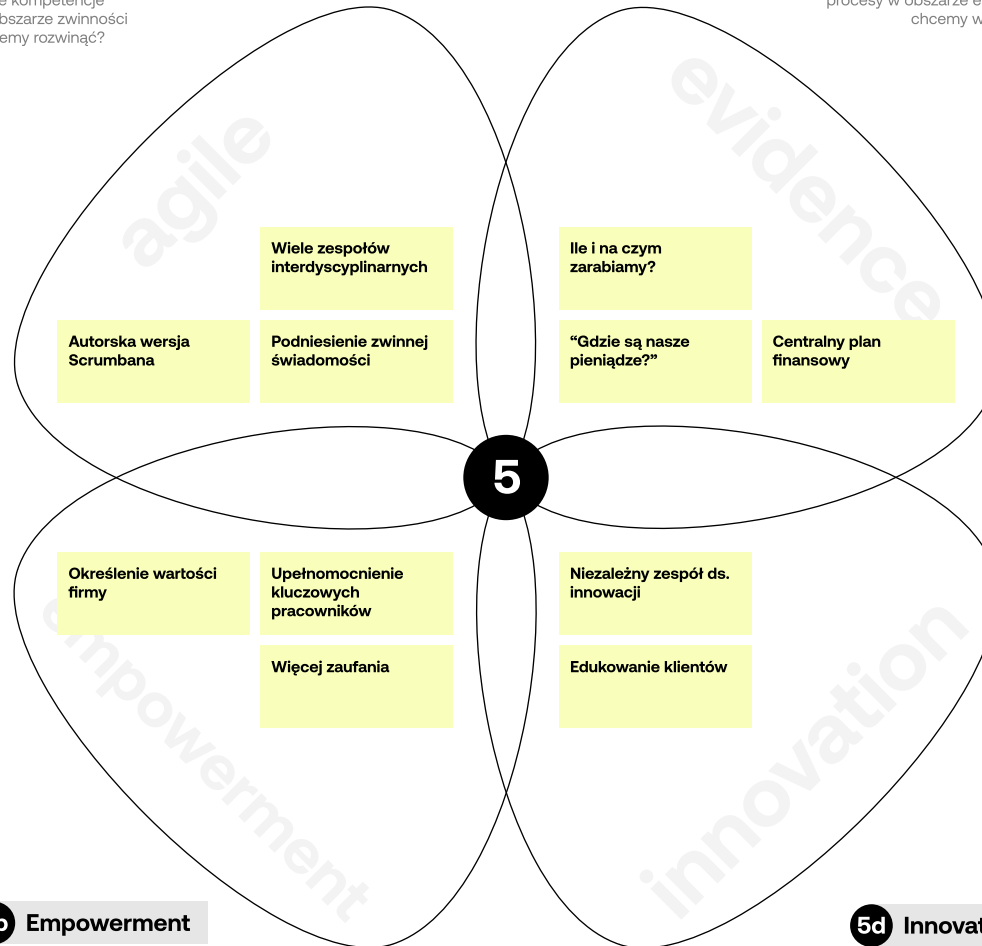 kompetencje
bszarze zwinności
emy rozwinąć?
procesy w obszarze e
chcemy w
agile
evidence
Wiele zespołów
interdyscyplinarnych
Ile i na czym
zarabiamy?
Autorska wersja
Scrumbana
Podniesienie zwinnej
świadomości
“Gdzie są nasze
pieniądze?”
Centralny plan
finansowy
5
Określenie wartości
firmy
Upełnomocnienie
kluczowych
pracowników
Niezależny zespół ds.
innowacji
Więcej zaufania
Edukowanie klientów
empowerment
innovation
Empowerment
5d Innovat